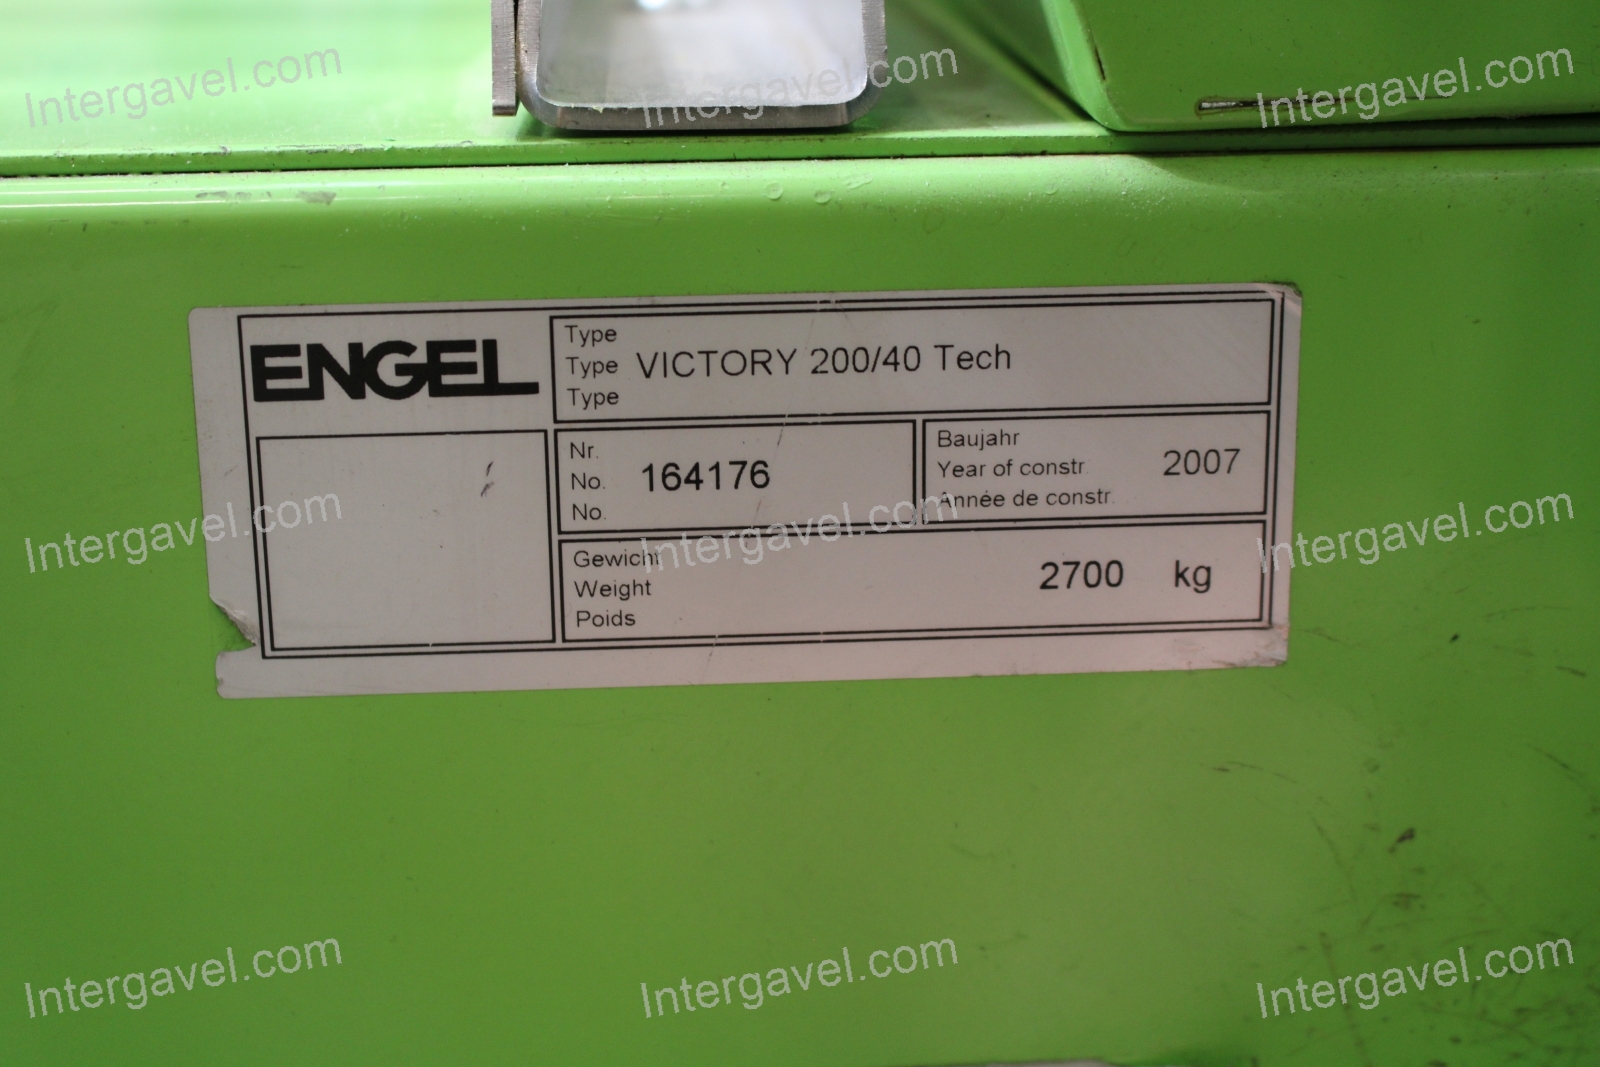 Intergavel.com Intergavel.com Intergavel.com
ENGEL
Type
Type VICTORY 200/40 Tech
Type
Nr.
No. 164176
No.
Baujahr
Year of constr. 2007
Année de constr.
Gewicht
Weight 2700 kg
Poids
Intergavel.com Intergavel.com Intergavel.com
Intergavel.com Intergavel.com Intergavel.com